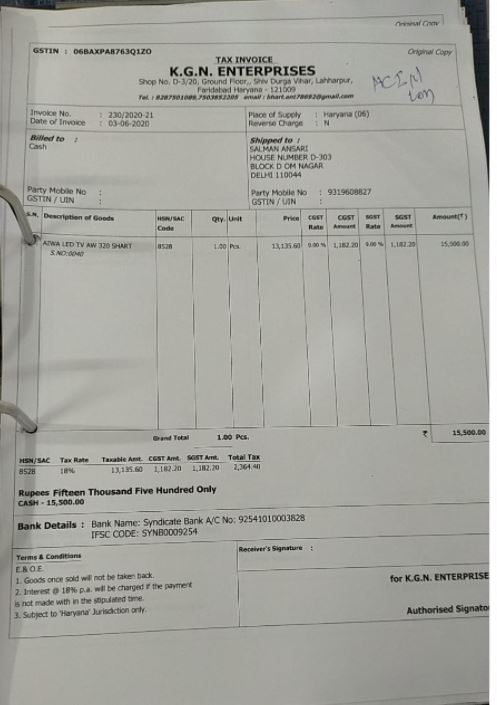 Original Copy
GSTIN : 06BAXPA8763Q1ZO
Original Copy
TAX INVOICE
K.G.N. ENTERPRISES
Shop No. D-3/20, Ground Floor,, Shiv Durga Vihar, Lahharpur,
Faridabad Haryana - 121009
Tel. : 8287501089,7503852205 email : bhart.ant78692@gmail.com
Invoice No. : 230/2020-21
Date of Invoice : 03-06-2020
Place of Supply : Haryana (06)
Reverse Charge : N
Billed to :
Cash
Party Mobile No :
GSTIN / UIN :
Shipped to :
SALMAN ANSARI
HOUSE NUMBER D-303
BLOCK D OM NAGAR
DELHI 110044
Party Mobile No : 9319608827
GSTIN / UIN :
S.N. Description of Goods HSN/SAC Code Qty. Unit Price CGST Rate CGST Amount SGST Rate SGST Amount Amount(₹)
AIWA LED TV AW 320 SHART 8528 1.00 Pcs. 13,135.60 9.00 % 1,182.20 9.00 % 1,182.20 15,500.00
S.NO:0040
Grand Total 1.00 Pcs. ₹ 15,500.00
HSN/SAC Tax Rate Taxable Amt. CGST Amt. SGST Amt. Total Tax
8528 18% 13,135.60 1,182.20 1,182.20 2,364.40
Rupees Fifteen Thousand Five Hundred Only
CASH - 15,500.00
Bank Details : Bank Name: Syndicate Bank A/C No: 92541010003828
IFSC CODE: SYNB0009254
Terms & Conditions
E.& O.E.
1. Goods once sold will not be taken back.
2. Interest @ 18% p.a. will be charged if the payment
is not made with in the stipulated time.
3. Subject to 'Haryana' Jurisdiction only.
Receiver's Signature :
for K.G.N. ENTERPRISE
Authorised Signato